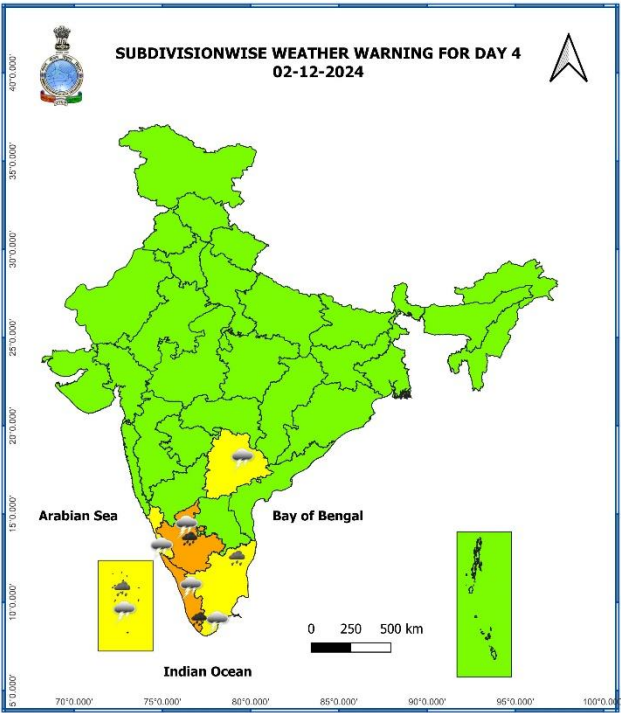 SUBDIVISIONWISE WEATHER WARNING FOR DAY 4
02-12-2024
40°0.000'
35°0.000'
30°0.000'
25°0.000'
20°0.000'
15°0.000'
10°0.000'
5°0.000'
Arabian Sea
Bay of Bengal
0 250 500 km
Indian Ocean
70°0.000' 75°0.000' 80°0.000' 85°0.000' 90°0.000' 95°0.000' 100°0.000'